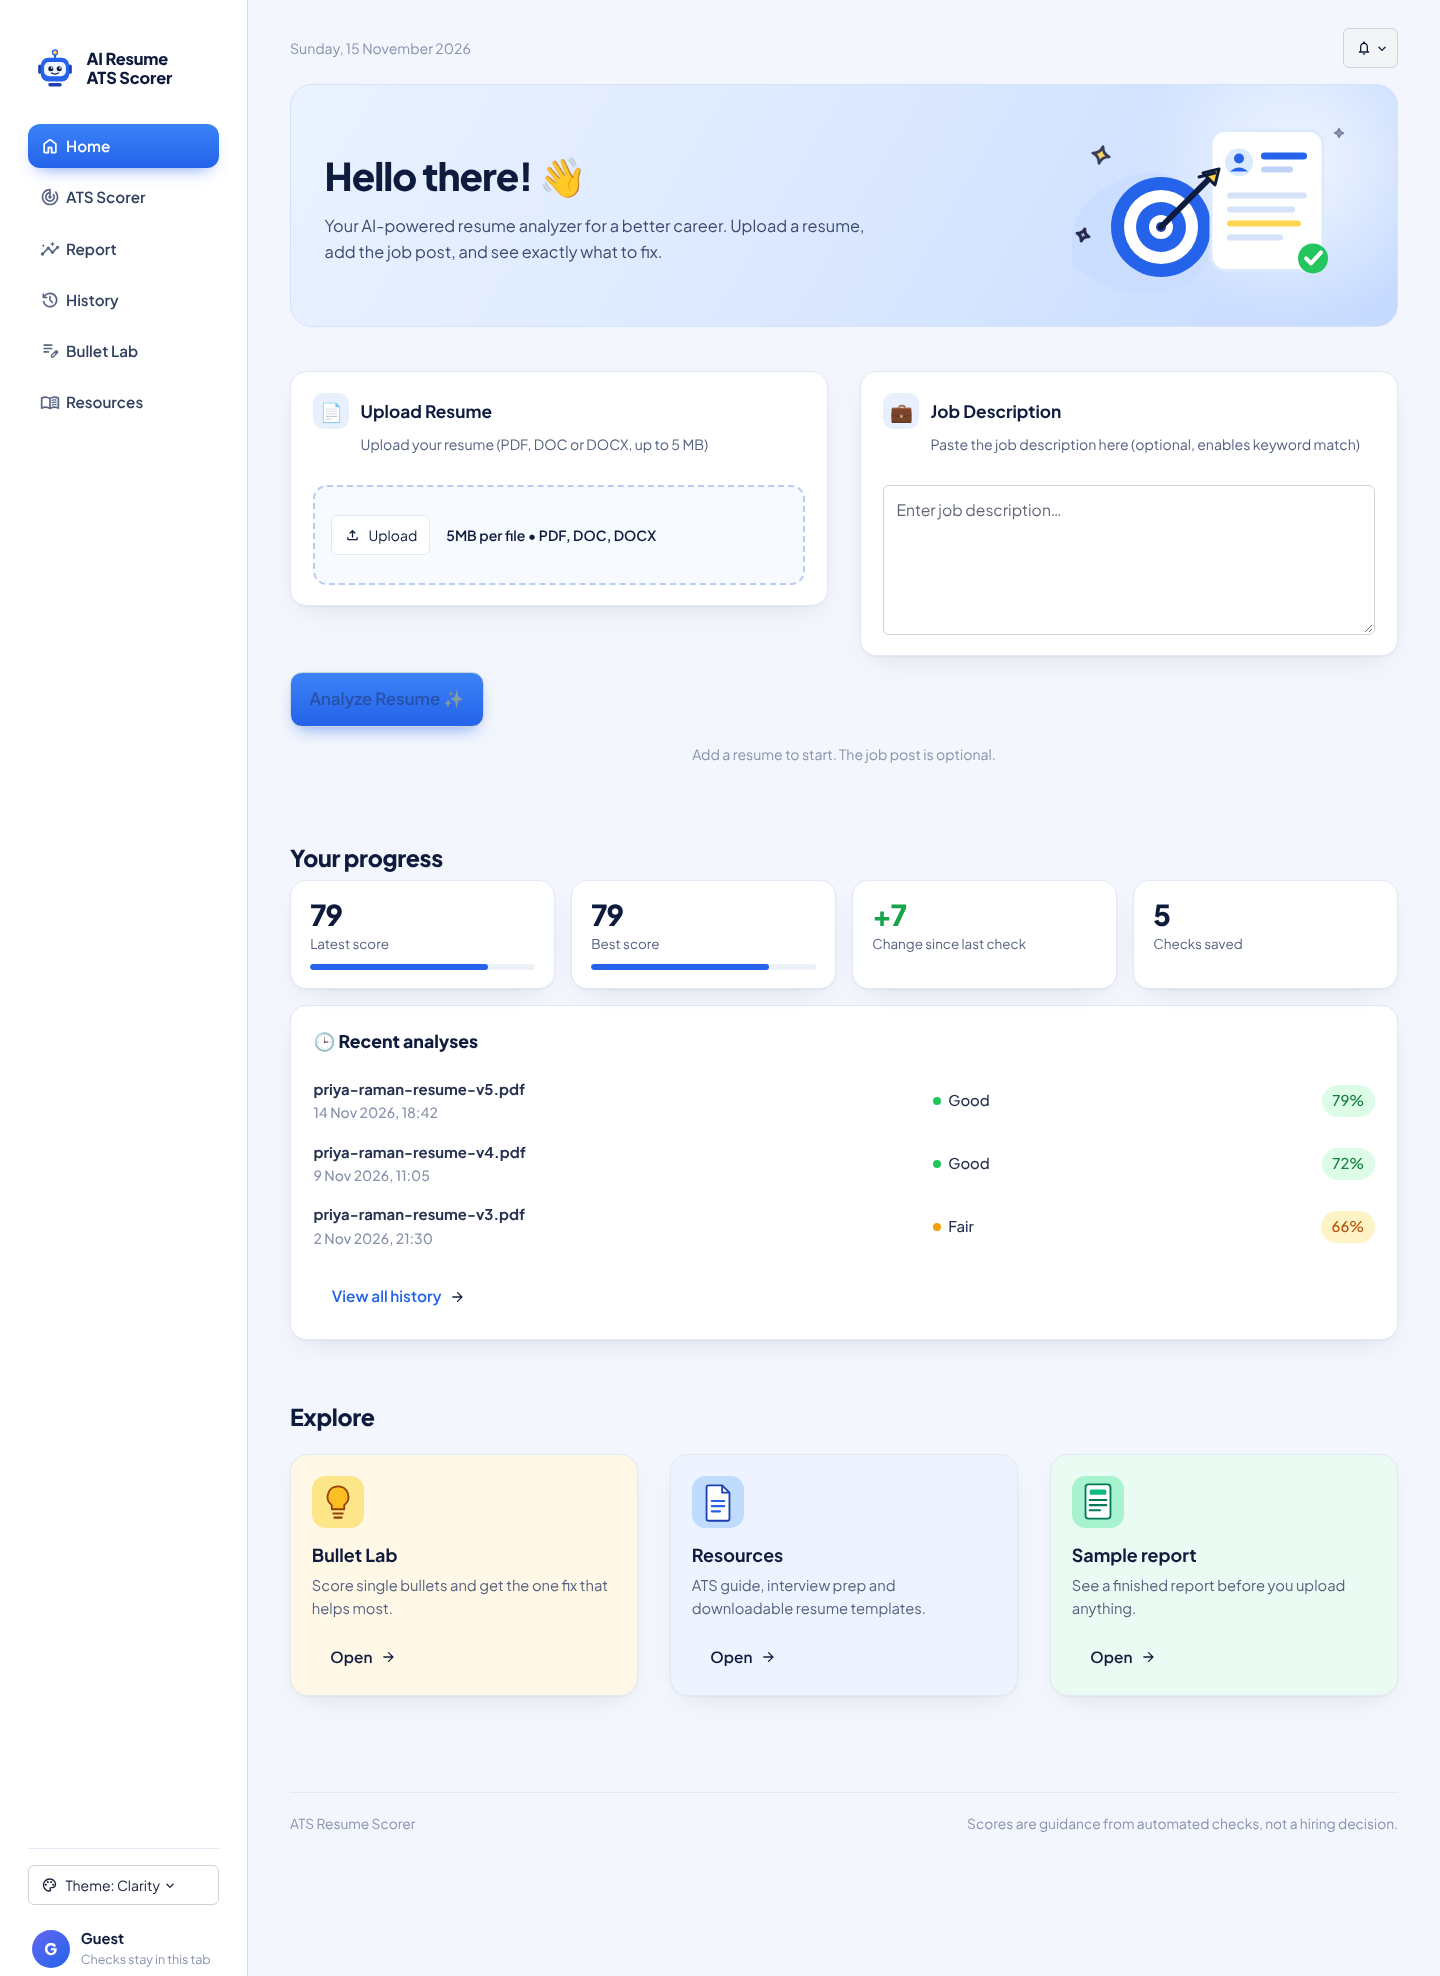 AI Resume
ATS Scorer
Home
ATS Scorer
Report
History
Bullet Lab
Resources
Theme: Clarity
G
Guest
Checks stay in this tab
Sunday, 15 November 2026
Hello there! 👋
Your AI-powered resume analyzer for a better career. Upload a resume,
add the job post, and see exactly what to fix.
Upload Resume
Upload your resume (PDF, DOC or DOCX, up to 5 MB)
Upload
5MB per file • PDF, DOC, DOCX
Job Description
Paste the job description here (optional, enables keyword match)
Enter job description...
Analyze Resume ✨
Add a resume to start. The job post is optional.
Your progress
79
Latest score
79
Best score
+7
Change since last check
5
Checks saved
🕒 Recent analyses
priya-raman-resume-v5.pdf
14 Nov 2026, 18:42
Good
79%
priya-raman-resume-v4.pdf
9 Nov 2026, 11:05
Good
72%
priya-raman-resume-v3.pdf
2 Nov 2026, 21:30
Fair
66%
View all history →
Explore
Bullet Lab
Score single bullets and get the one fix that
helps most.
Open →
Resources
ATS guide, interview prep and
downloadable resume templates.
Open →
Sample report
See a finished report before you upload
anything.
Open →
ATS Resume Scorer
Scores are guidance from automated checks, not a hiring decision.